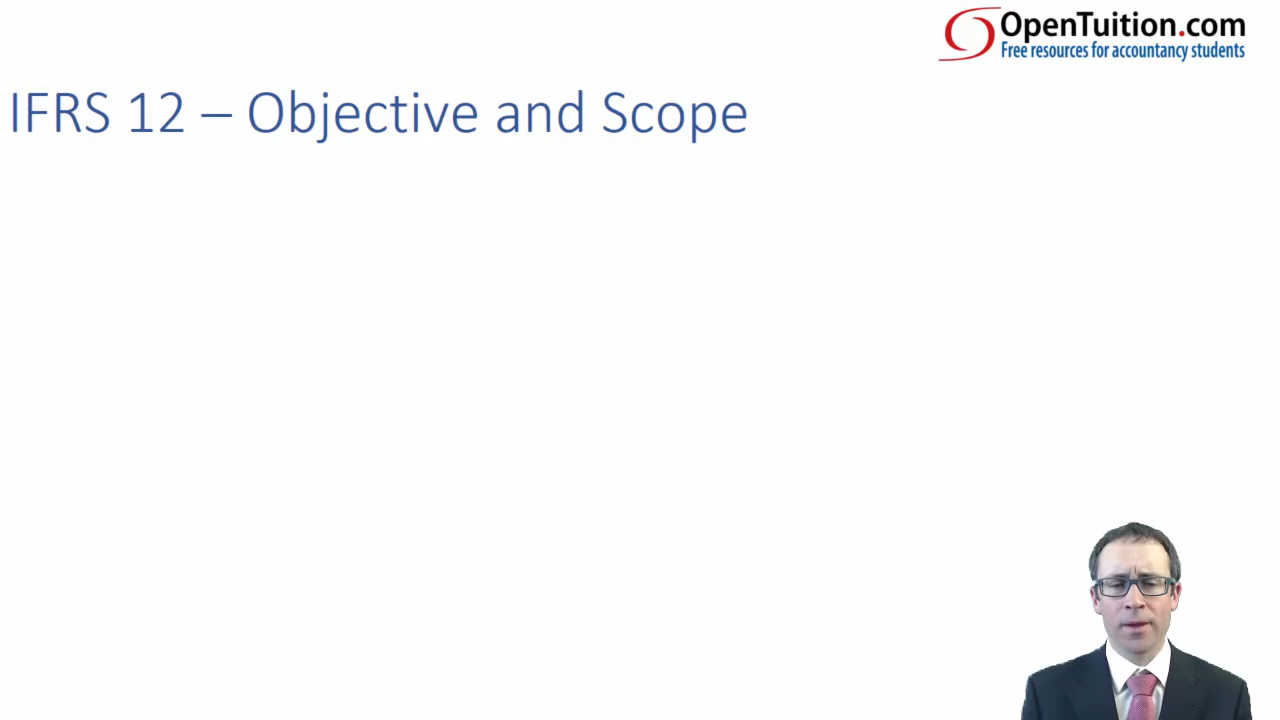 OpenTuition.com
Free resources for accountancy students
IFRS 12 – Objective and Scope